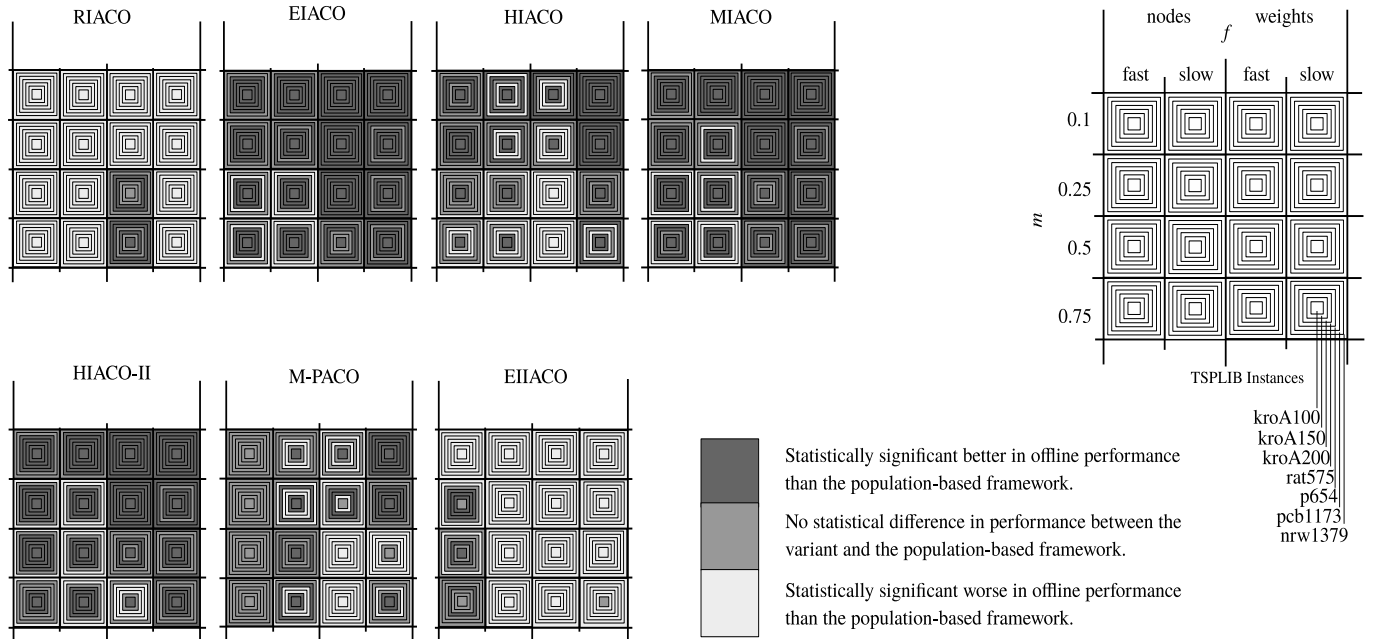 RIACO
EIACO
HIACO
MIACO
nodes
weights
f
fast
slow
fast
slow
0.1
0.25
m
0.5
0.75
TSPLIB Instances
kroA100
kroA150
kroA200
rat575
p654
pcb1173
nrw1379
HIACO-II
M-PACO
EIIACO
Statistically significant better in offline performance
than the population-based framework.
No statistical difference in performance between the
variant and the population-based framework.
Statistically significant worse in offline performance
than the population-based framework.